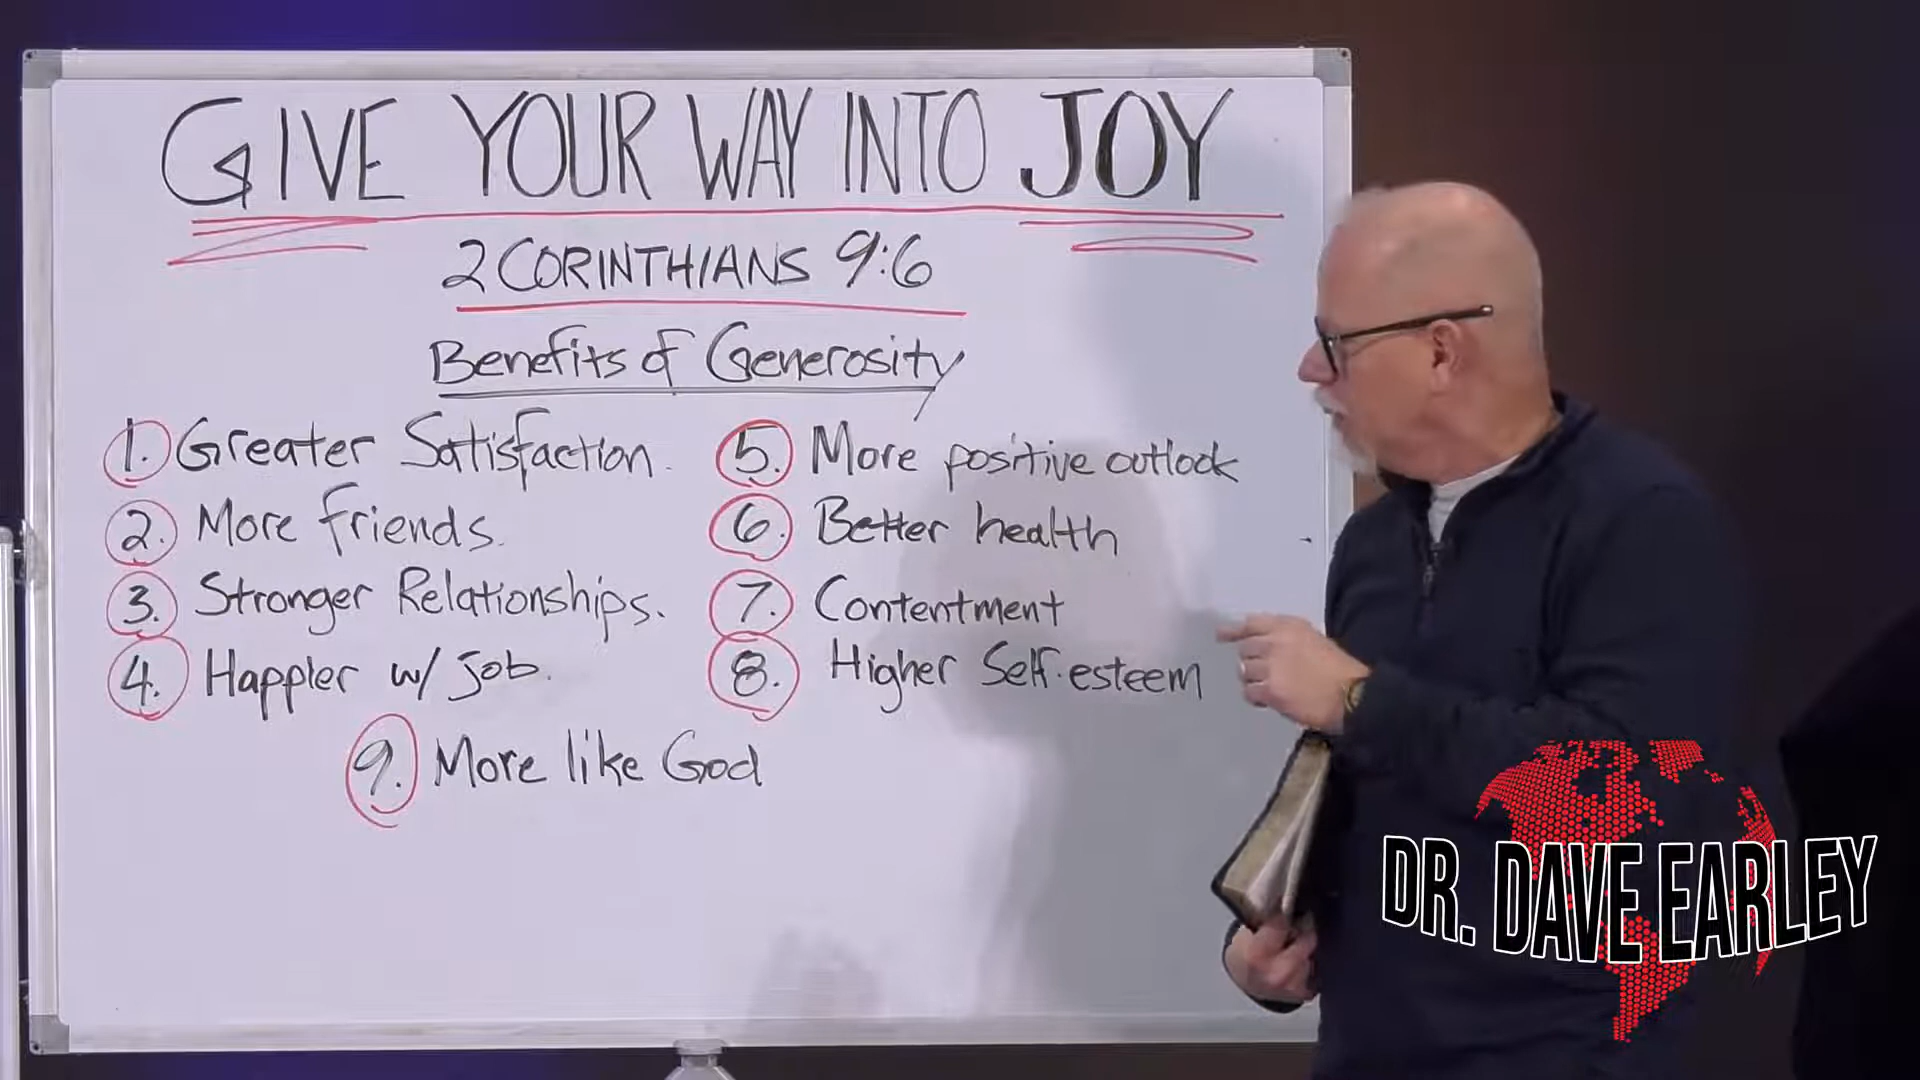 GIVE YOUR WAY INTO JOY
2 CORINTHIANS 9:6
Benefits of Generosity
1. Greater Satisfaction.
2. More friends.
3. Stronger Relationships.
4. Happier w/ job.
5. More positive outlook
6. Better health
7. Contentment
8. Higher Self-esteem
9. More like God
DR. DAVE EARLEY